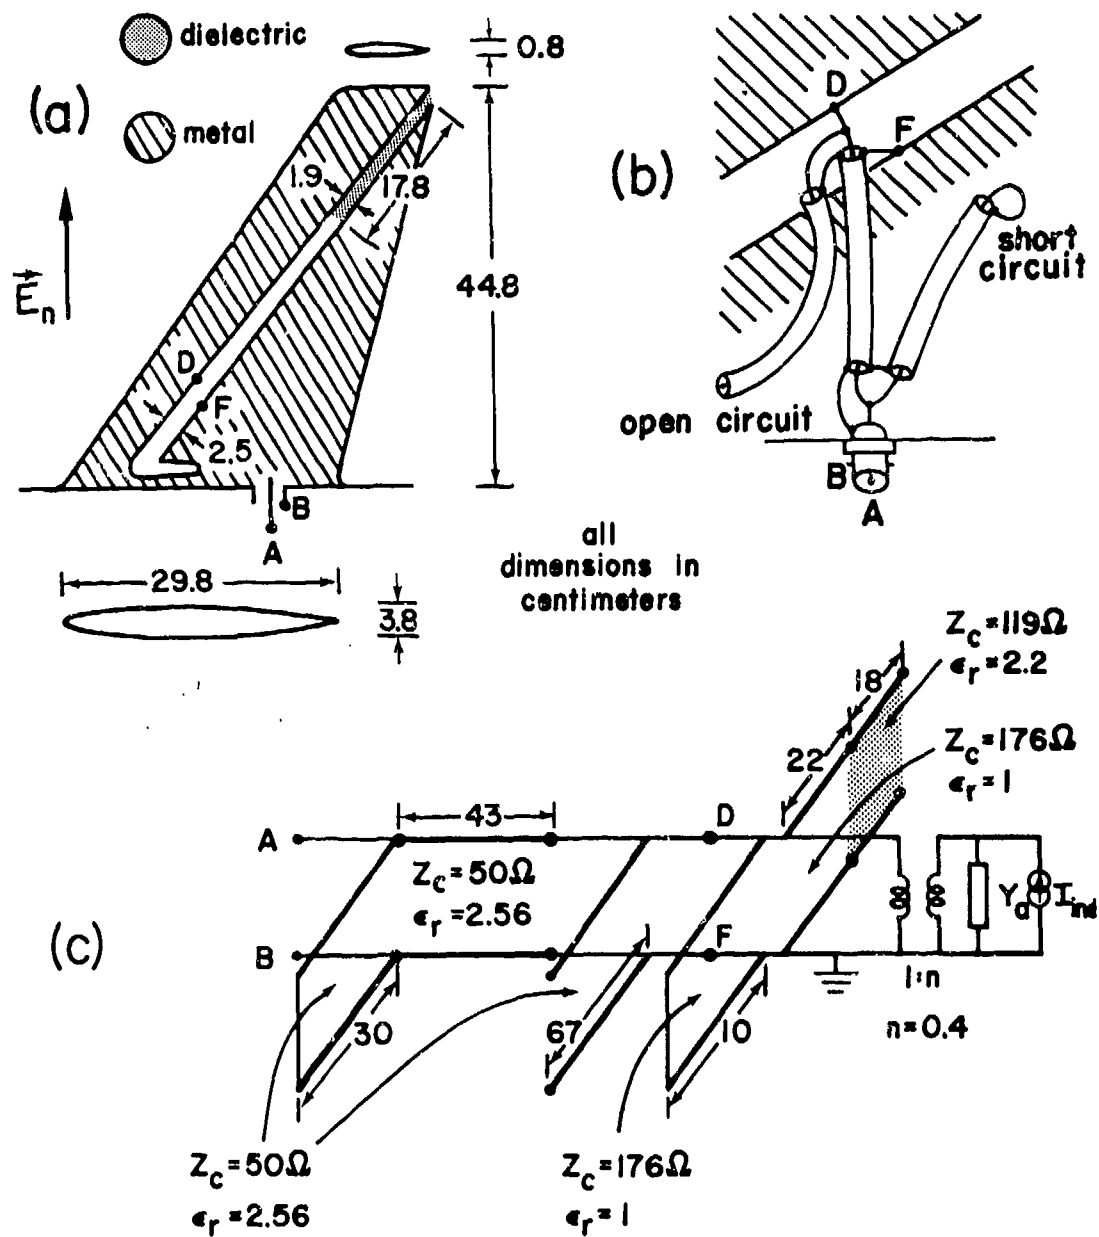 (a)
dielectric
metal
0.8
1.9
17.8
44.8
E⃗n
D
F
2.5
B
A
29.8
3.8
all
dimensions in
centimeters
(b)
D
F
short
circuit
open circuit
B
A
(c)
Zc=119Ω
ϵr=2.2
18
Zc=176Ω
ϵr=1
22
43
A
D
Zc=50Ω
ϵr=2.56
B
F
Ya
Iind
1:n
n=0.4
30
67
10
Zc=50Ω
ϵr=2.56
Zc=176Ω
ϵr=1